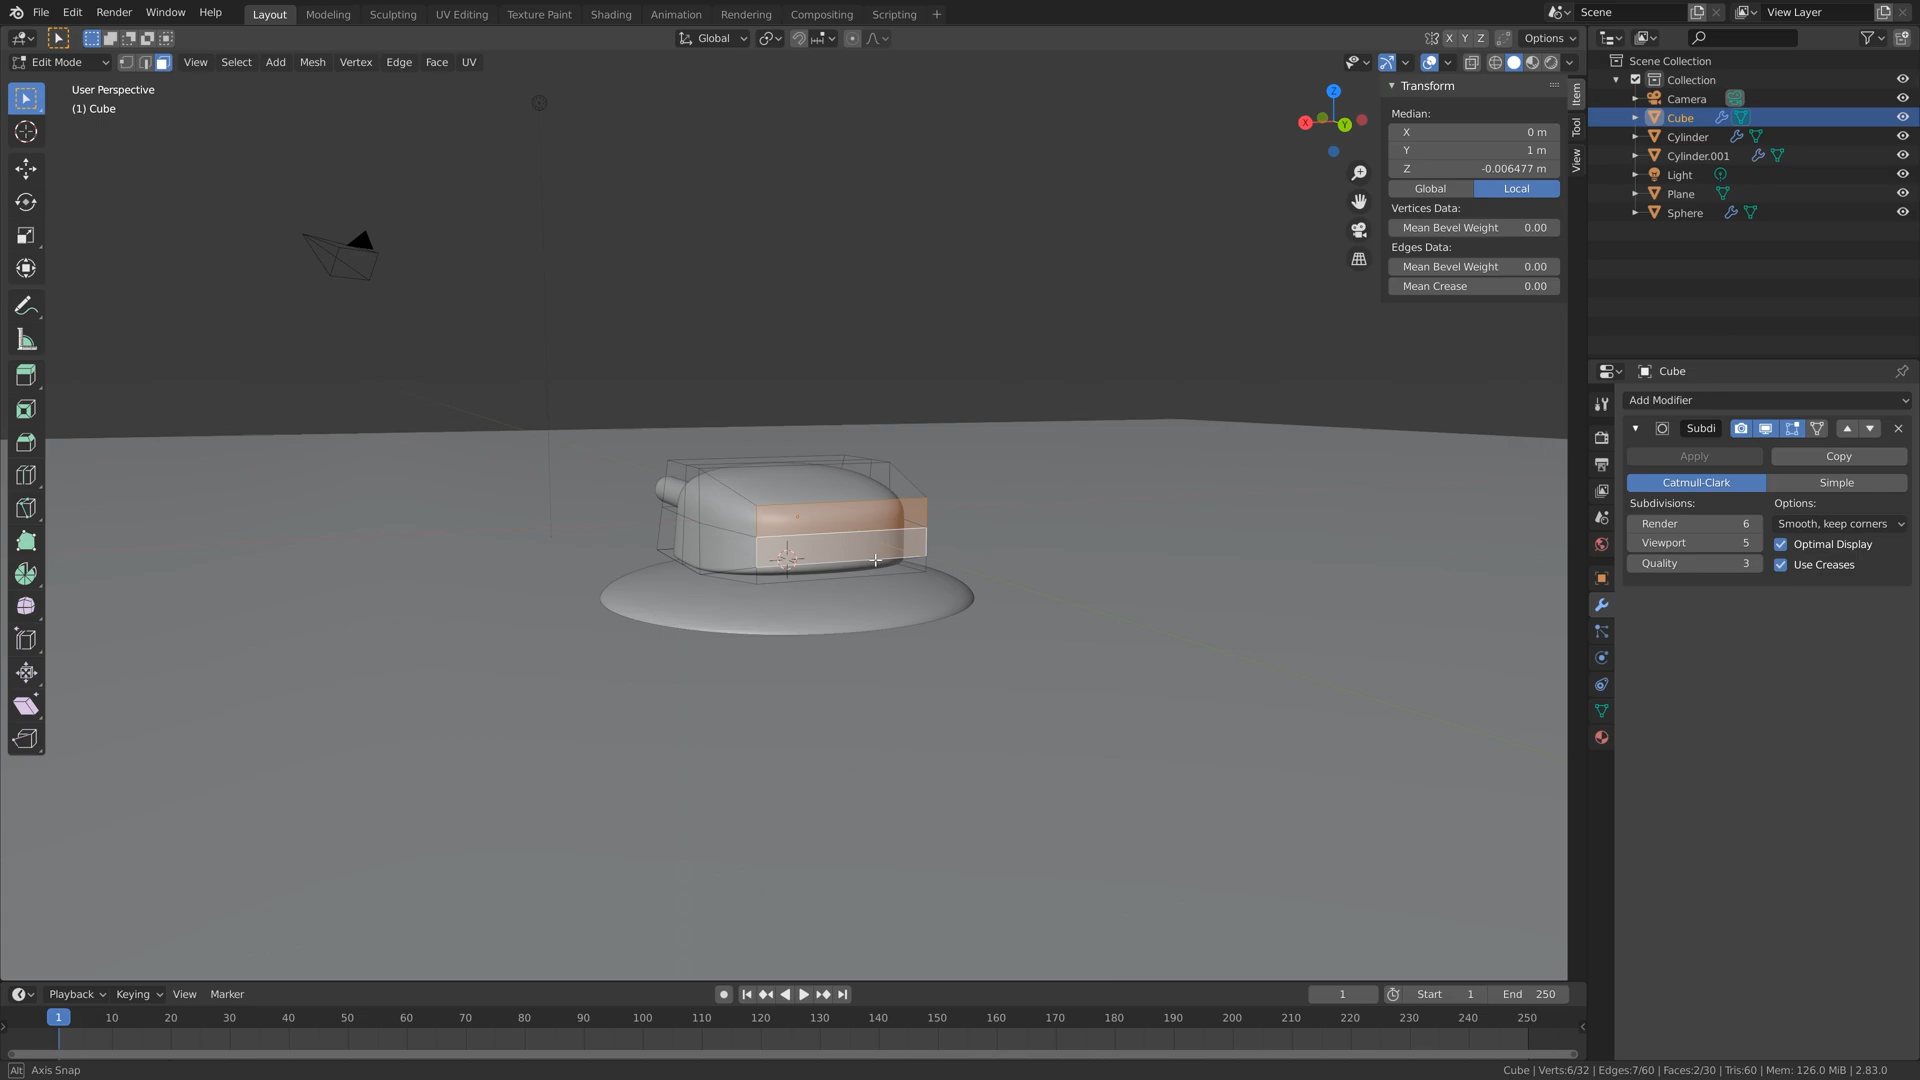 File Edit Render Window Help Layout Modeling Sculpting UV Editing Texture Paint Shading Animation Rendering Compositing Scripting + Scene View Layer
Global X Y Z Options
Edit Mode View Select Add Mesh Vertex Edge Face UV
User Perspective
(1) Cube
Transform
Median:
X 0 m
Y 1 m
Z -0.006477 m
Global Local
Vertices Data:
Mean Bevel Weight 0.00
Edges Data:
Mean Bevel Weight 0.00
Mean Crease 0.00
Item
Tool
View
Z
X
Y
Scene Collection
Collection
Camera
Cube
Cylinder
Cylinder.001
Light
Plane
Sphere
Cube
Add Modifier
Subdi
Apply Copy
Catmull-Clark Simple
Subdivisions: Options:
Render 6 Smooth, keep corners
Viewport 5 Optimal Display
Quality 3 Use Creases
Playback Keying View Marker 1 Start 1 End 250
1 10 20 30 40 50 60 70 80 90 100 110 120 130 140 150 160 170 180 190 200 210 220 230 240 250
Alt Axis Snap
Cube | Verts:6/32 | Edges:7/60 | Faces:2/30 | Tris:60 | Mem: 126.0 MiB | 2.83.0